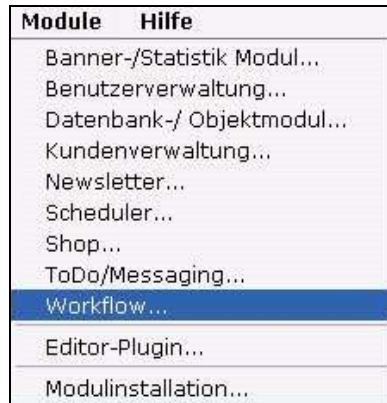 Module Hilfe
Banner-/Statistik Modul...
Benutzerverwaltung...
Datenbank-/ Objektmodul...
Kundenverwaltung...
Newsletter...
Scheduler...
Shop...
ToDo/Messaging...
Workflow...
Editor-Plugin...
Modulinstallation...